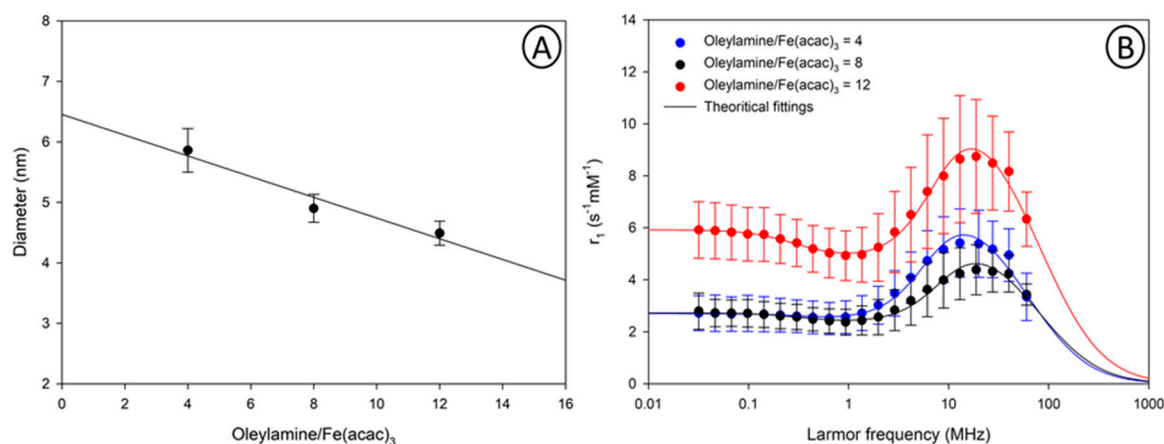 A
8
7
6
5
4
3
2
Diameter (nm)
0 2 4 6 8 10 12 14 16
Oleylamine/Fe(acac)3
B
14
12
10
8
6
4
2
0
r1 (s-1mM-1)
Oleylamine/Fe(acac)3 = 4
Oleylamine/Fe(acac)3 = 8
Oleylamine/Fe(acac)3 = 12
Theoritical fittings
0.01 0.1 1 10 100 1000
Larmor frequency (MHz)